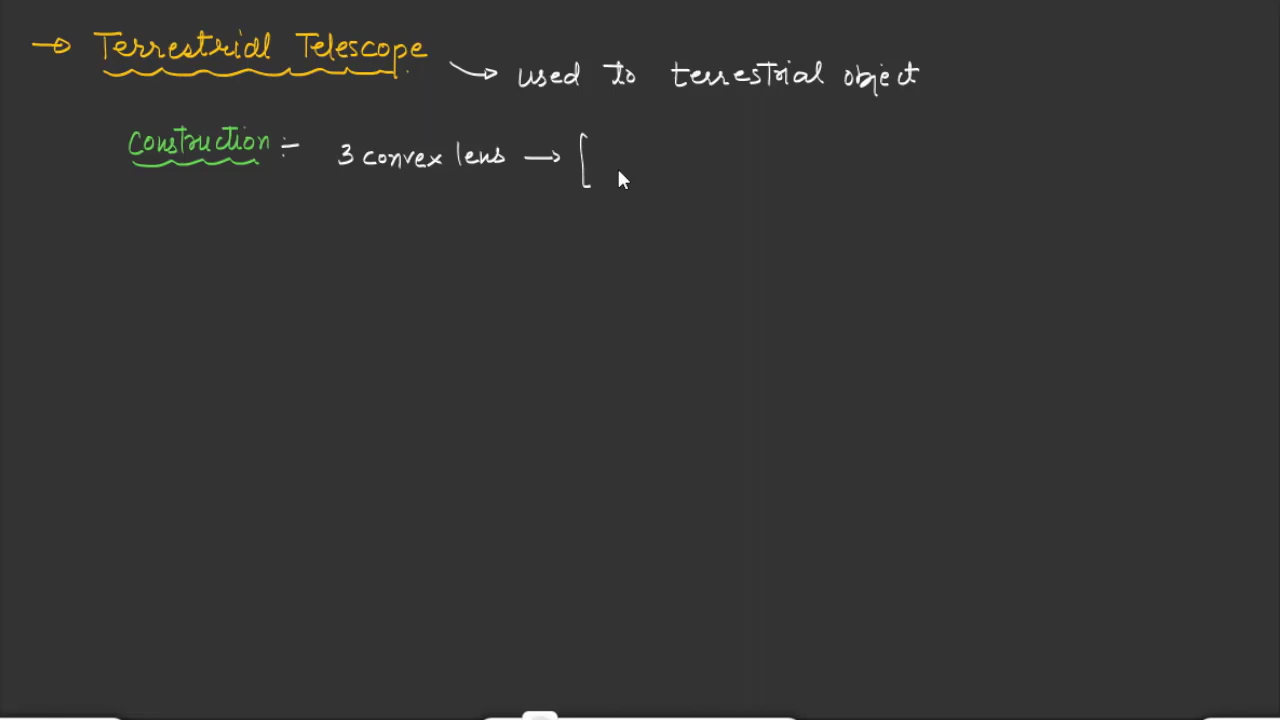 → Terrestrial Telescope
↘ used to terrestrial object
Construction :- 3 convex lens → [